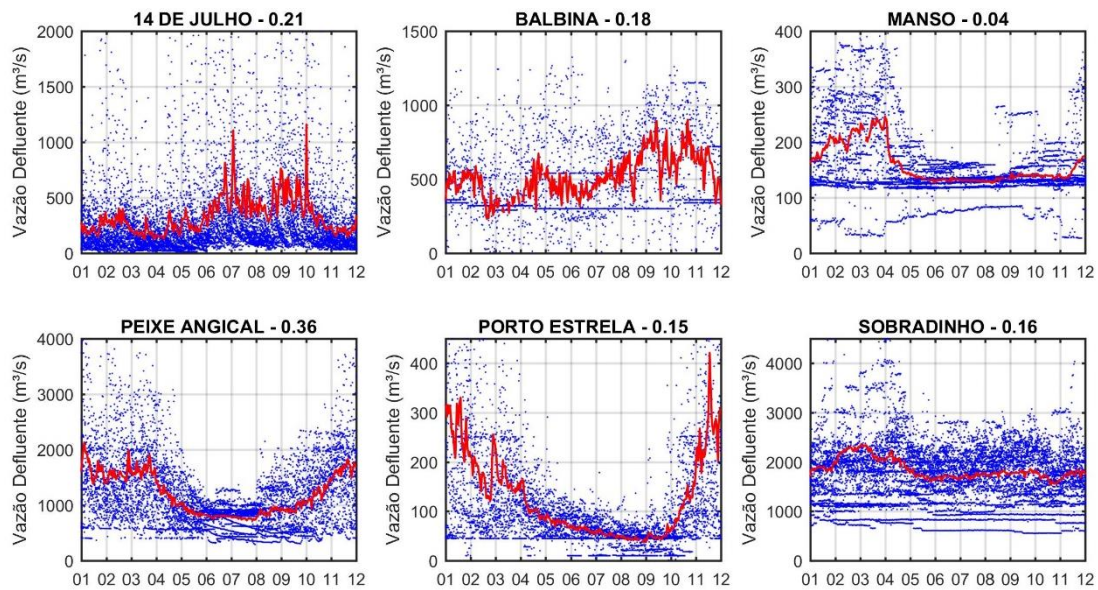 14 DE JULHO - 0.21
Vazão Defluente (m³/s)
2000
1500
1000
500
0
01 02 03 04 05 06 07 08 09 10 11 12
BALBINA - 0.18
Vazão Defluente (m³/s)
1500
1000
500
0
01 02 03 04 05 06 07 08 09 10 11 12
MANSO - 0.04
Vazão Defluente (m³/s)
400
300
200
100
0
01 02 03 04 05 06 07 08 09 10 11 12
PEIXE ANGICAL - 0.36
Vazão Defluente (m³/s)
4000
3000
2000
1000
0
01 02 03 04 05 06 07 08 09 10 11 12
PORTO ESTRELA - 0.15
Vazão Defluente (m³/s)
400
300
200
100
0
01 02 03 04 05 06 07 08 09 10 11 12
SOBRADINHO - 0.16
Vazão Defluente (m³/s)
4000
3000
2000
1000
0
01 02 03 04 05 06 07 08 09 10 11 12